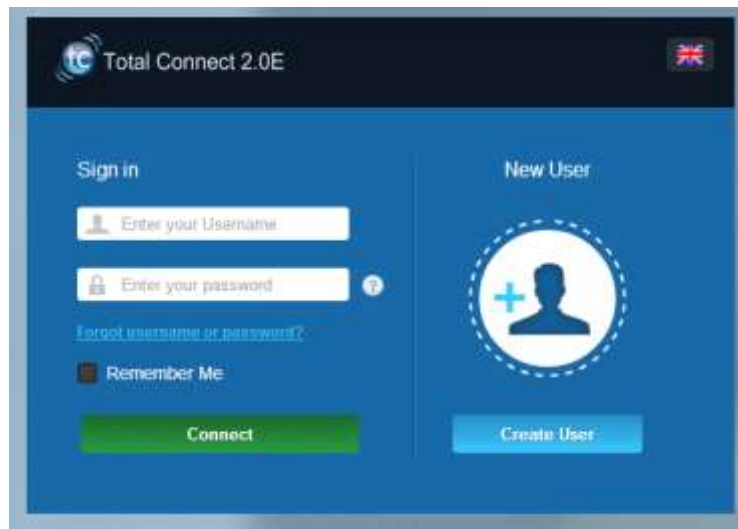 tc Total Connect 2.0E
Sign in
Enter your Username
Enter your password
?
Forgot username or password?
Remember Me
Connect
New User
Create User